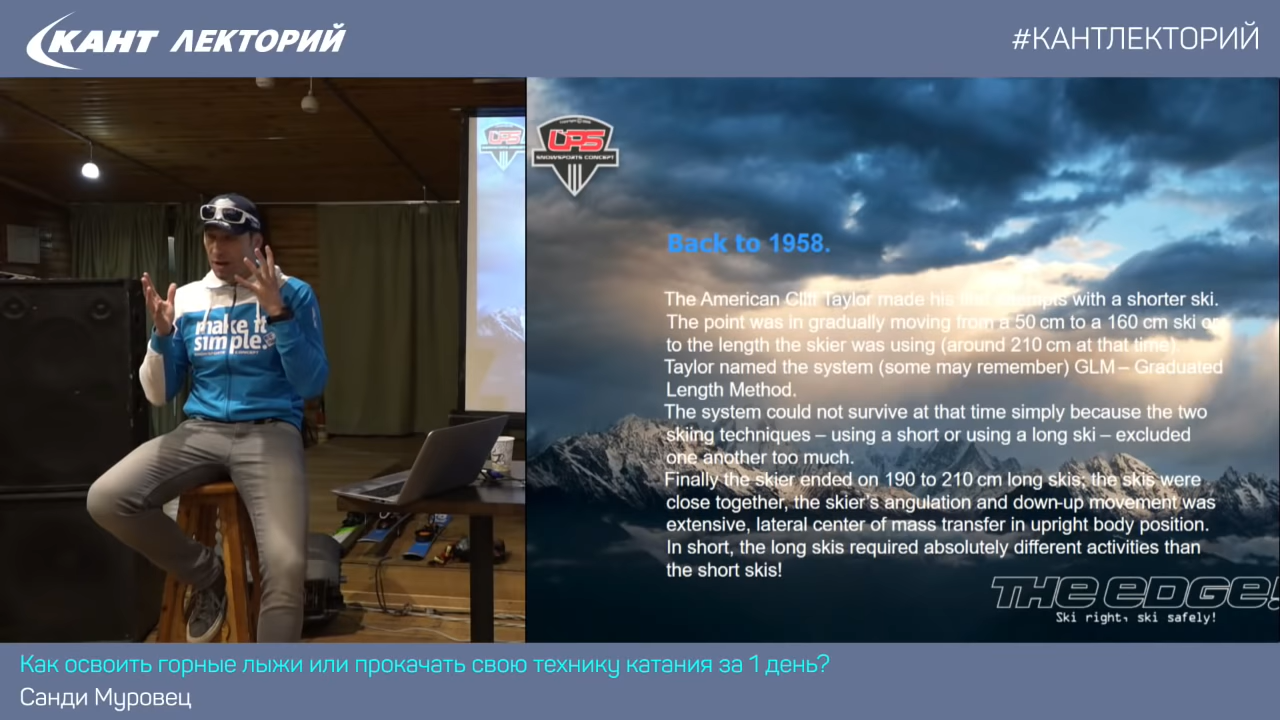 КАНТ ЛЕКТОРИЙ
#КАНТЛЕКТОРИЙ
UPS
SNOWSPORTS CONCEPT
make it
simple.
Back to 1958.
The American Cliff Taylor made his first attempts with a shorter ski.
The point was in gradually moving from a 50 cm to a 160 cm ski or
to the length the skier was using (around 210 cm at that time).
Taylor named the system (some may remember) GLM – Graduated
Length Method.
The system could not survive at that time simply because the two
skiing techniques – using a short or using a long ski – excluded
one another too much.
Finally the skier ended on 190 to 210 cm long skis; the skis were
close together, the skier's angulation and down-up movement was
extensive, lateral center of mass transfer in upright body position.
In short, the long skis required absolutely different activities than
the short skis!
THE EDGE!
Ski right, ski safely!
Как освоить горные лыжи или прокачать свою технику катания за 1 день?
Санди Муровец